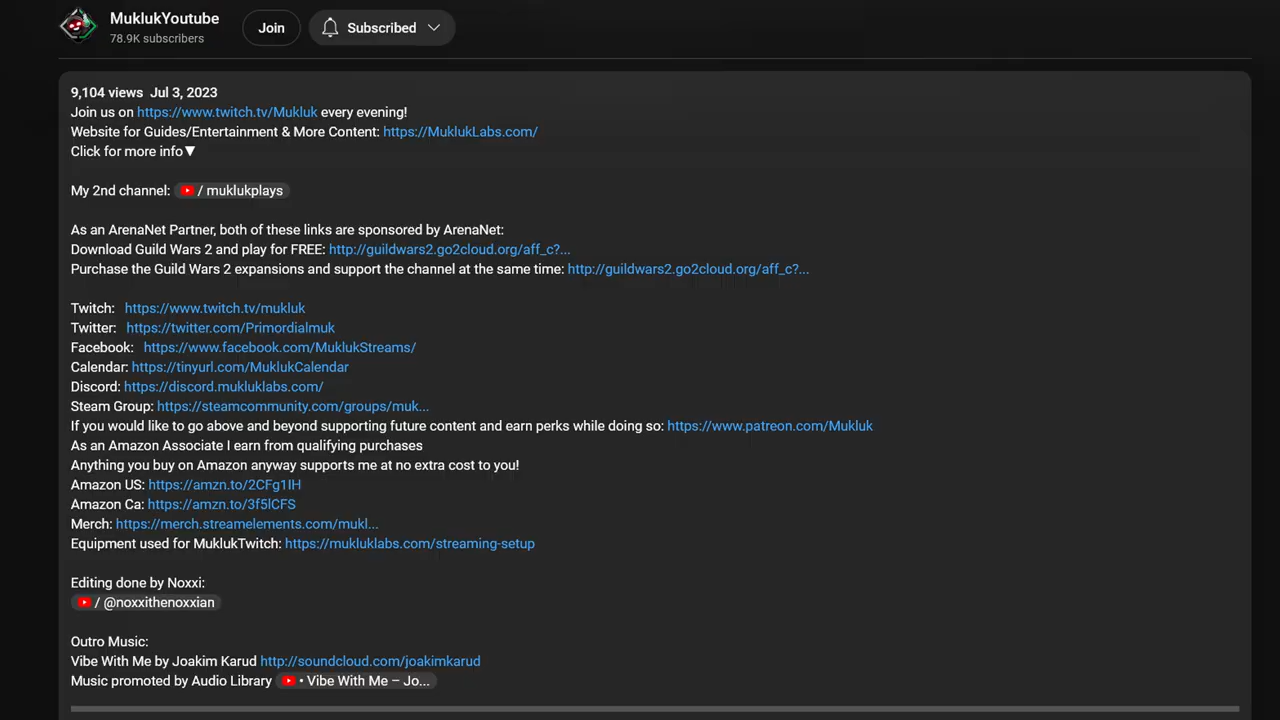 MuklukYoutube
78.9K subscribers
Join
Subscribed
9,104 views Jul 3, 2023
Join us on https://www.twitch.tv/Mukluk every evening!
Website for Guides/Entertainment & More Content: https://MuklukLabs.com/
Click for more info▼
My 2nd channel: / muklukplays
As an ArenaNet Partner, both of these links are sponsored by ArenaNet:
Download Guild Wars 2 and play for FREE: http://guildwars2.go2cloud.org/aff_c?...
Purchase the Guild Wars 2 expansions and support the channel at the same time: http://guildwars2.go2cloud.org/aff_c?...
Twitch: https://www.twitch.tv/mukluk
Twitter: https://twitter.com/Primordialmuk
Facebook: https://www.facebook.com/MuklukStreams/
Calendar: https://tinyurl.com/MuklukCalendar
Discord: https://discord.mukluklabs.com/
Steam Group: https://steamcommunity.com/groups/muk...
If you would like to go above and beyond supporting future content and earn perks while doing so: https://www.patreon.com/Mukluk
As an Amazon Associate I earn from qualifying purchases
Anything you buy on Amazon anyway supports me at no extra cost to you!
Amazon US: https://amzn.to/2CFg1IH
Amazon Ca: https://amzn.to/3f5lCFS
Merch: https://merch.streamelements.com/mukl...
Equipment used for MuklukTwitch: https://mukluklabs.com/streaming-setup
Editing done by Noxxi:
/ @noxxithenoxxian
Outro Music:
Vibe With Me by Joakim Karud http://soundcloud.com/joakimkarud
Music promoted by Audio Library • Vibe With Me – Jo...